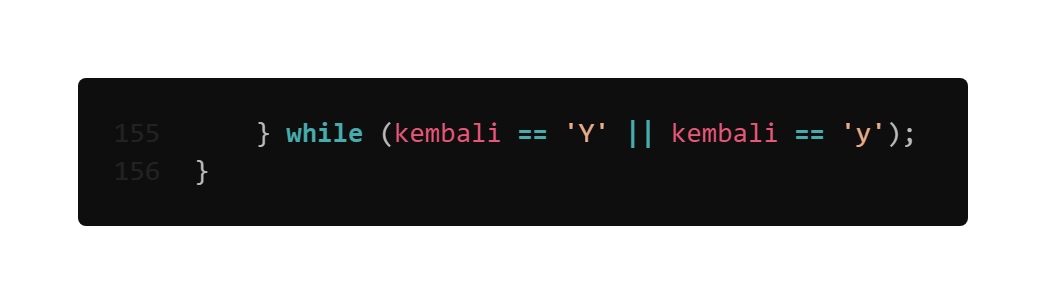 155 } while (kembali == 'Y' || kembali == 'y');
156 }